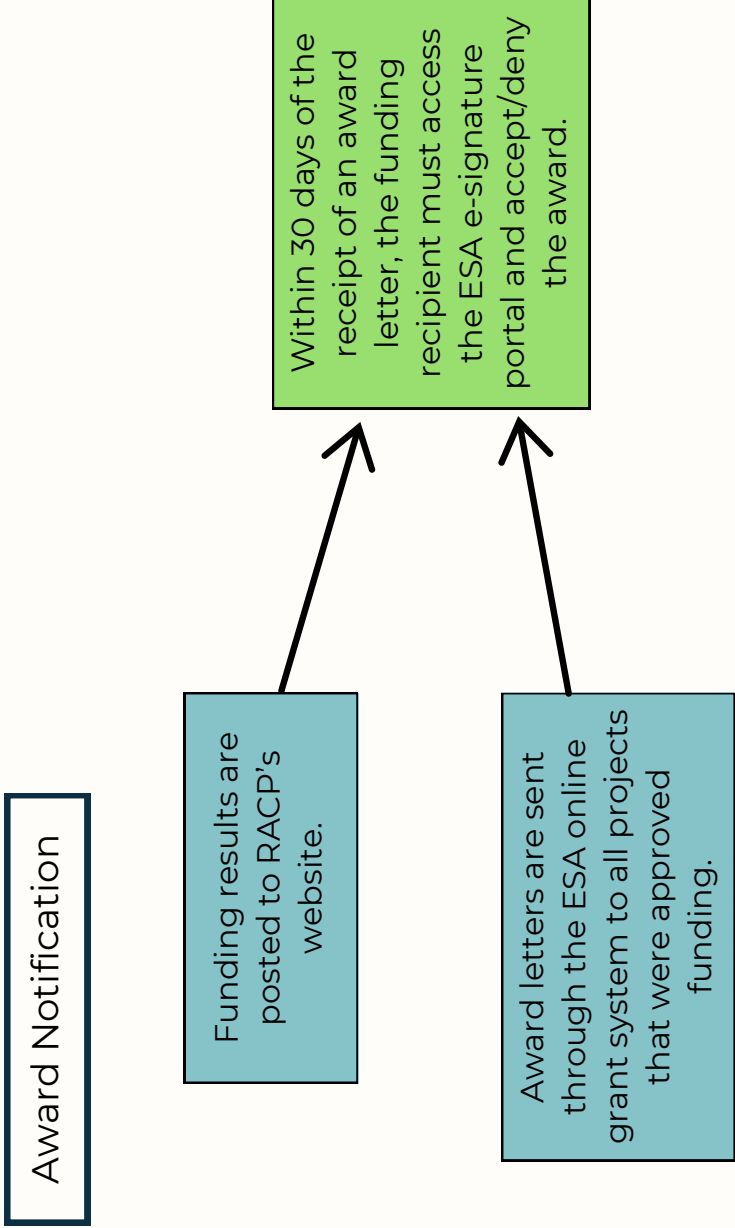 Award Notification
Funding results are
posted to RACP’s
website.
Award letters are sent
through the ESA online
grant system to all projects
that were approved
funding.
Within 30 days of the
receipt of an award
letter, the funding
recipient must access
the ESA e-signature
portal and accept/deny
the award.